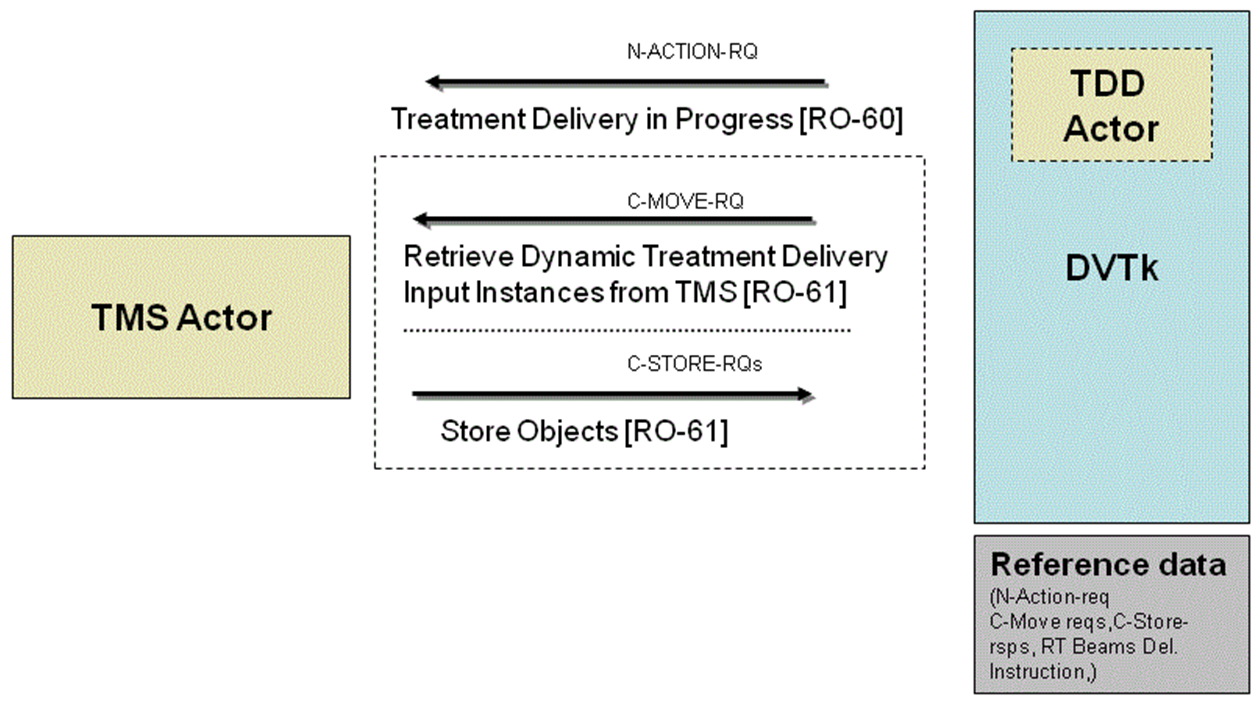 N-ACTION-RQ
Treatment Delivery in Progress [RO-60]
C-MOVE-RQ
Retrieve Dynamic Treatment Delivery
Input Instances from TMS [RO-61]
C-STORE-RQs
Store Objects [RO-61]
TMS Actor
TDD
Actor
DVTk
Reference data
(N-Action-req
C-Move reqs,C-Store-
rsps, RT Beams Del.
Instruction,)